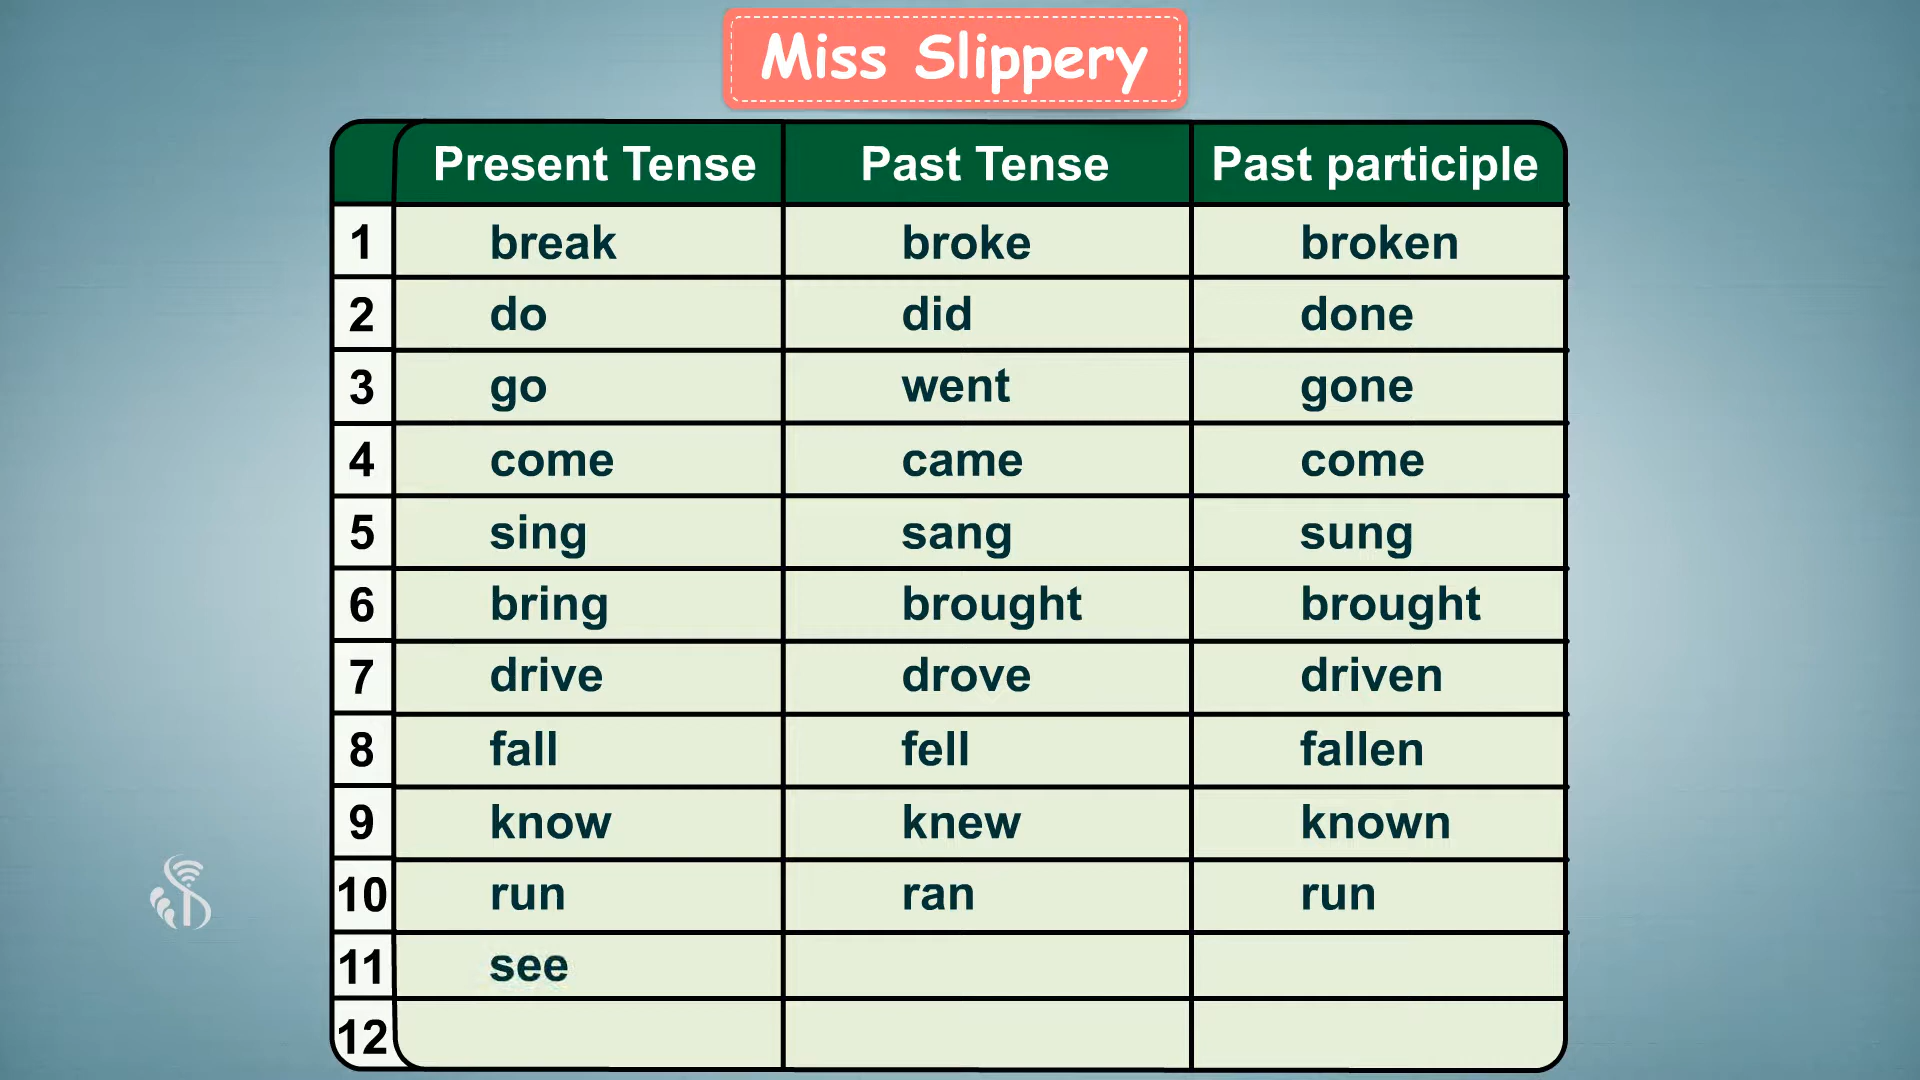 Miss Slippery
Present Tense Past Tense Past participle
1 break broke broken
2 do did done
3 go went gone
4 come came come
5 sing sang sung
6 bring brought brought
7 drive drove driven
8 fall fell fallen
9 know knew known
10 run ran run
11 see
12